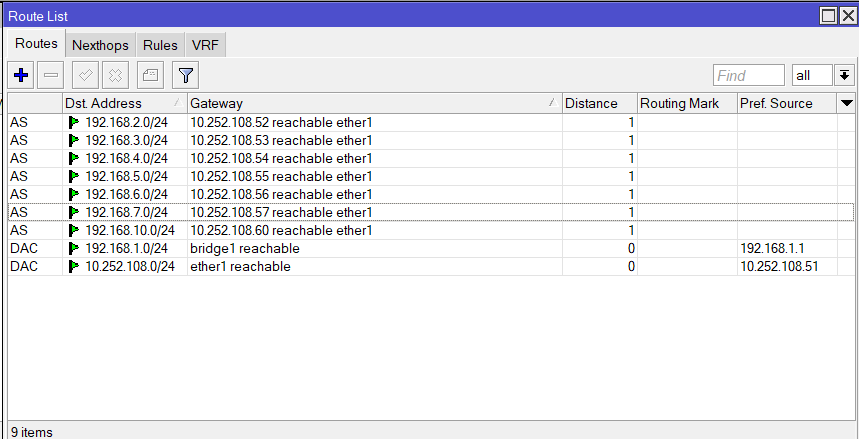 Route List
Routes Nexthops Rules VRF
Find all
Dst. Address Gateway Distance Routing Mark Pref. Source
AS 192.168.2.0/24 10.252.108.52 reachable ether1 1
AS 192.168.3.0/24 10.252.108.53 reachable ether1 1
AS 192.168.4.0/24 10.252.108.54 reachable ether1 1
AS 192.168.5.0/24 10.252.108.55 reachable ether1 1
AS 192.168.6.0/24 10.252.108.56 reachable ether1 1
AS 192.168.7.0/24 10.252.108.57 reachable ether1 1
AS 192.168.10.0/24 10.252.108.60 reachable ether1 1
DAC 192.168.1.0/24 bridge1 reachable 0 192.168.1.1
DAC 10.252.108.0/24 ether1 reachable 0 10.252.108.51
9 items